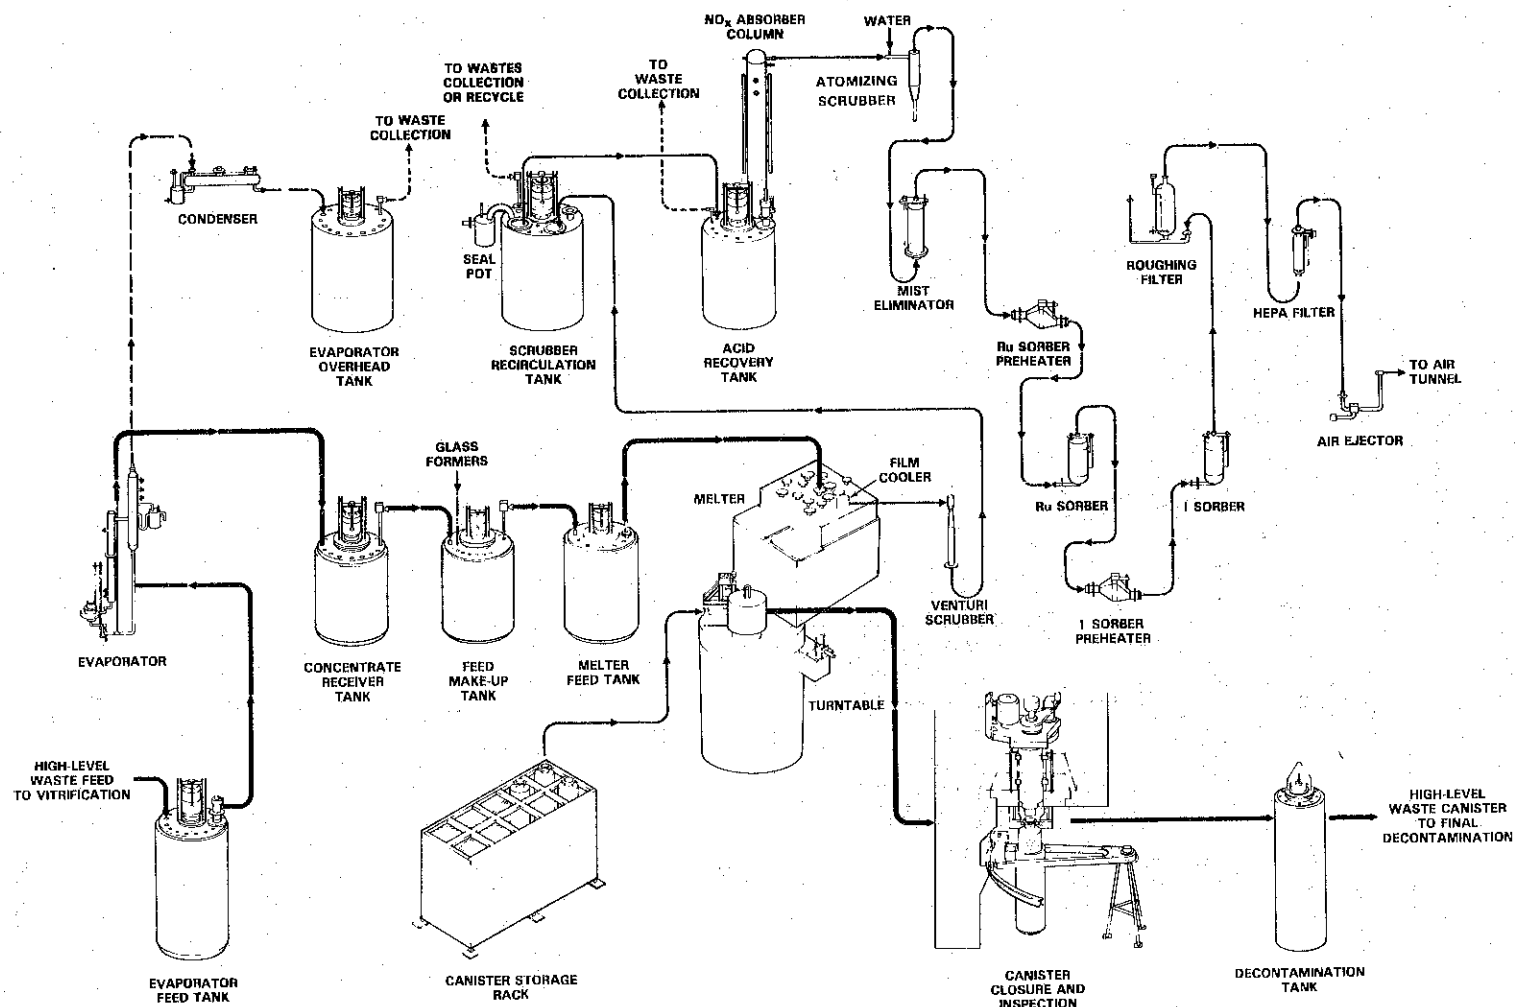 NOx ABSORBER
COLUMN
WATER
ATOMIZING
SCRUBBER
TO WASTES
COLLECTION
OR RECYCLE
TO
WASTE
COLLECTION
TO WASTE
COLLECTION
CONDENSER
SEAL
POT
EVAPORATOR
OVERHEAD
TANK
SCRUBBER
RECIRCULATION
TANK
ACID
RECOVERY
TANK
MIST
ELIMINATOR
Ru SORBER
PREHEATER
ROUGHING
FILTER
HEPA FILTER
TO AIR
TUNNEL
AIR EJECTOR
GLASS
FORMERS
MELTER
FILM
COOLER
Ru SORBER
I SORBER
VENTURI
SCRUBBER
1 SORBER
PREHEATER
EVAPORATOR
CONCENTRATE
RECEIVER
TANK
FEED
MAKE-UP
TANK
MELTER
FEED TANK
TURNTABLE
HIGH-LEVEL
WASTE FEED
TO VITRIFICATION
HIGH-LEVEL
WASTE CANISTER
TO FINAL
DECONTAMINATION
EVAPORATOR
FEED TANK
CANISTER STORAGE
RACK
CANISTER
CLOSURE AND
INSPECTION
DECONTAMINATION
TANK